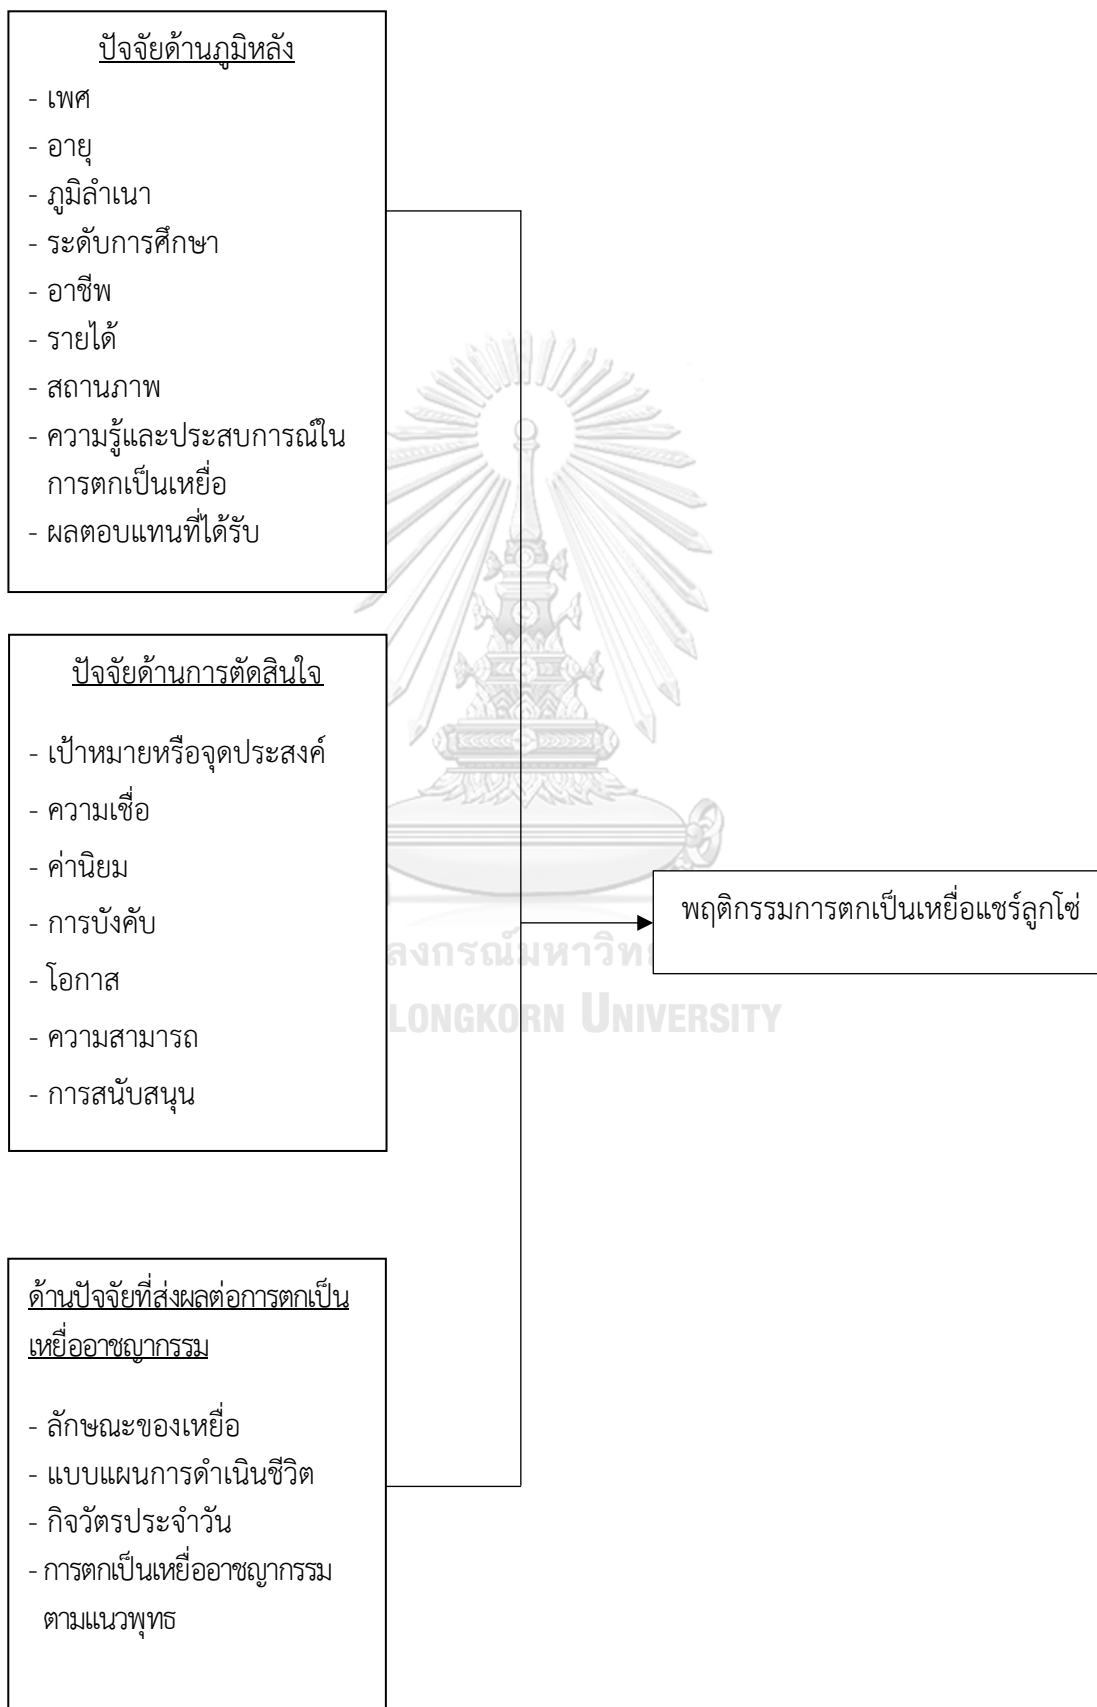 ปัจจัยด้านภูมิหลัง
- เพศ
- อายุ
- ภูมิลำเนา
- ระดับการศึกษา
- อาชีพ
- รายได้
- สถานภาพ
- ความรู้และประสบการณ์ใน
การตกเป็นเหยื่อ
- ผลตอบแทนที่ได้รับ
ปัจจัยด้านการตัดสินใจ
- เป้าหมายหรือจุดประสงค์
- ความเชื่อ
- ค่านิยม
- การบังคับ
- โอกาส
- ความสามารถ
- การสนับสนุน
พฤติกรรมการตกเป็นเหยื่อแชร์ลูกโซ่
ลงกรณ์มหาวิท
LONGKORN UNIVERSITY
ด้านปัจจัยที่ส่งผลต่อการตกเป็น
เหยื่ออาชญากรรม
- ลักษณะของเหยื่อ
- แบบแผนการดำเนินชีวิต
- กิจวัตรประจำวัน
- การตกเป็นเหยื่ออาชญากรรม
ตามแนวพุทธ